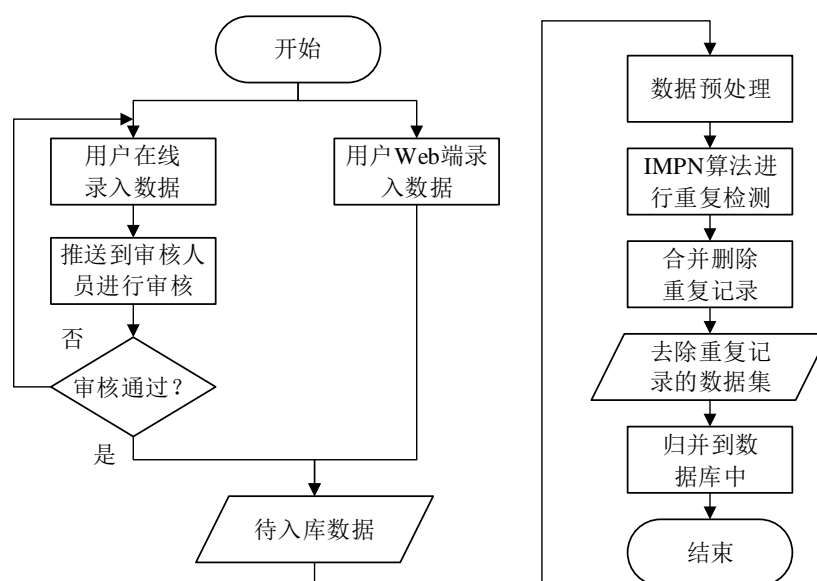 开始
用户在线
录入数据
用户Web端录
入数据
推送到审核人
员进行审核
否
审核通过？
是
待入库数据
数据预处理
IMPN算法进
行重复检测
合并删除
重复记录
去除重复记
录的数据集
归并到数
据库中
结束